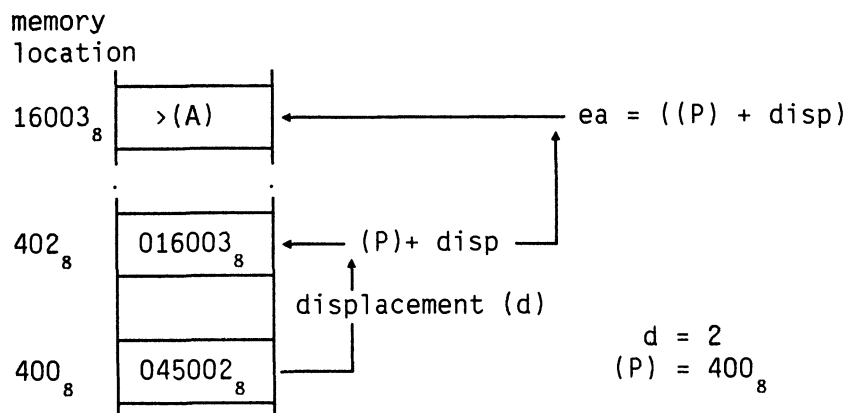 memory
location
16003₈ >(A) ea = ((P) + disp)
. .
402₈ 016003₈ (P)+ disp
displacement (d)
d = 2
400₈ 045002₈ (P) = 400₈